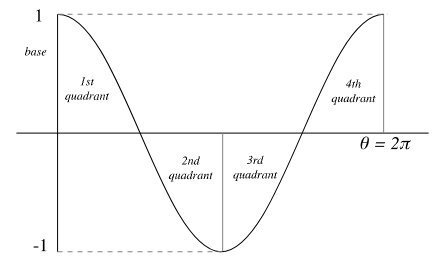 1
base
1st
quadrant
4th
quadrant
θ = 2π
2nd
quadrant
3rd
quadrant
-1